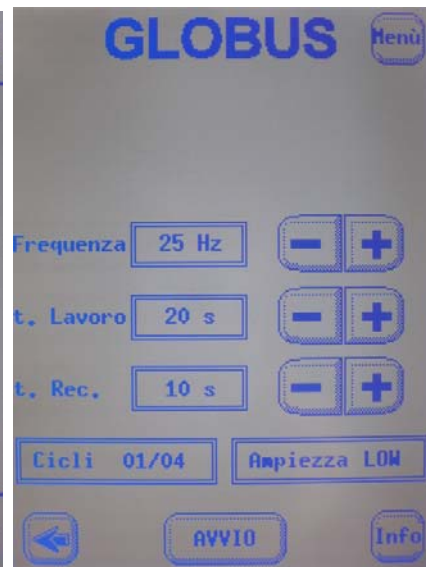 GLOBUS Menù
Frequenza 25 Hz − +
t. Lavoro 20 s − +
t. Rec. 10 s − +
Cicli 01/04 Ampiezza LOW
AVVIO Info